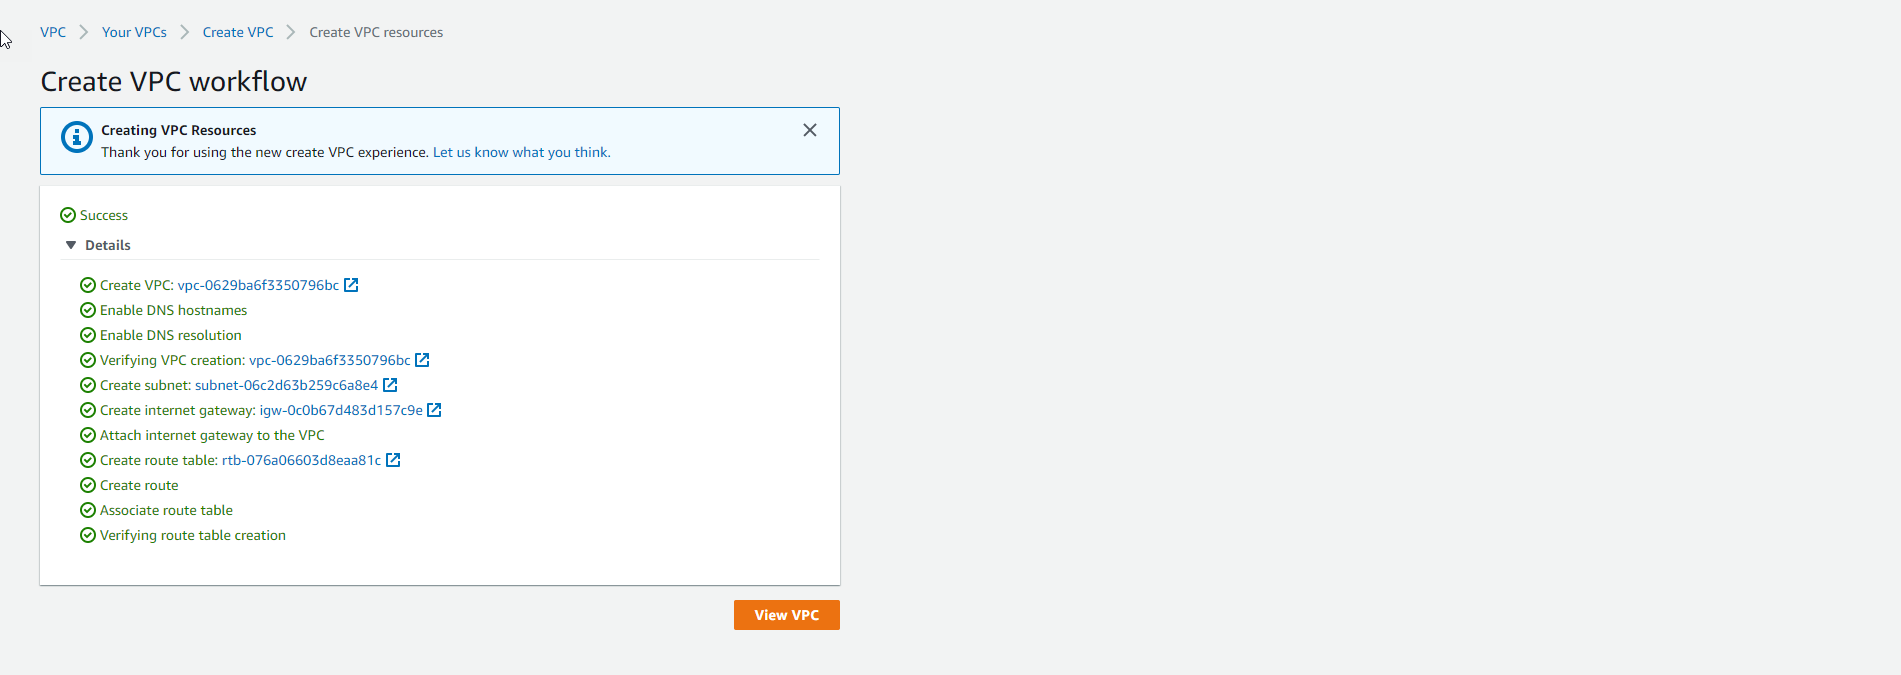 VPC > Your VPCs > Create VPC > Create VPC resources
Create VPC workflow
Creating VPC Resources
Thank you for using the new create VPC experience. Let us know what you think.
Success
Details
Create VPC: vpc-0629ba6f3350796bc
Enable DNS hostnames
Enable DNS resolution
Verifying VPC creation: vpc-0629ba6f3350796bc
Create subnet: subnet-06c2d63b259c6a8e4
Create internet gateway: igw-0c0b67d483d157c9e
Attach internet gateway to the VPC
Create route table: rtb-076a06603d8eaa81c
Create route
Associate route table
Verifying route table creation
View VPC